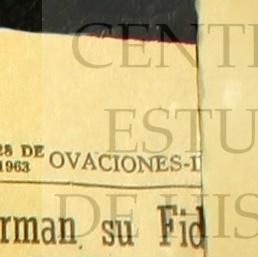 CENT
ESTU
DE HIS
28 DE
1963 OVACIONES-
rman su Fid